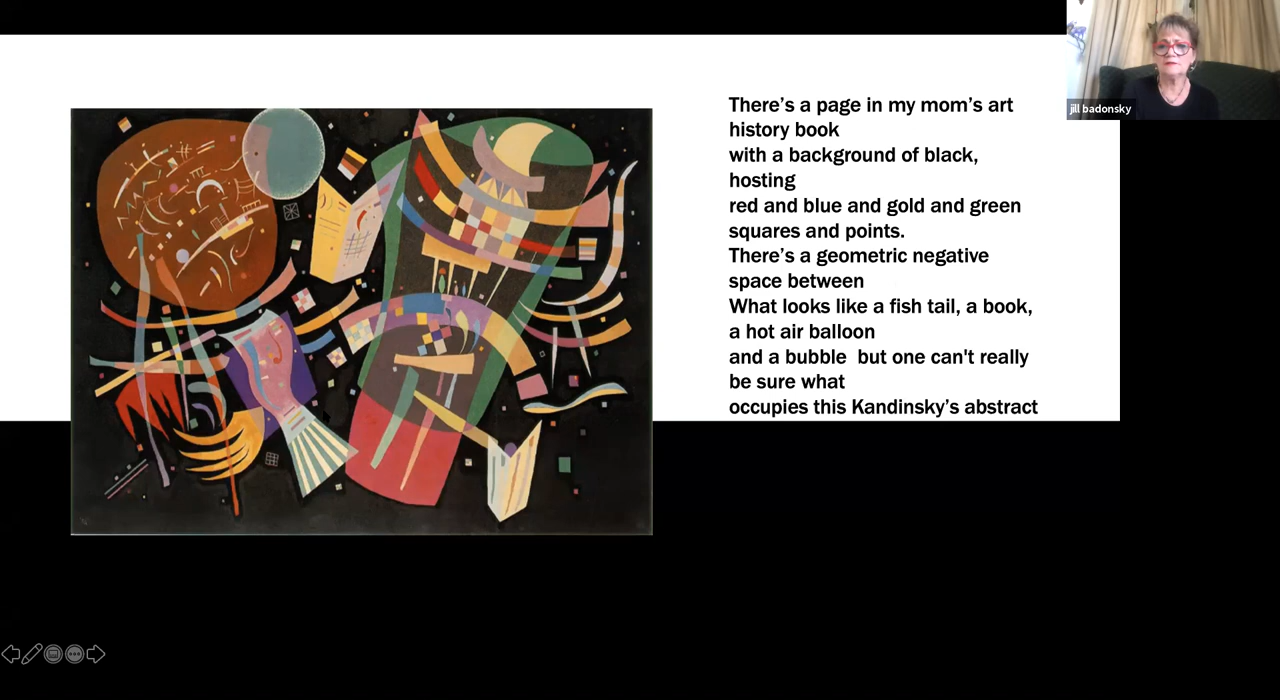 There’s a page in my mom’s art
history book
with a background of black,
hosting
red and blue and gold and green
squares and points.
There’s a geometric negative
space between
What looks like a fish tail, a book,
a hot air balloon
and a bubble  but one can't really
be sure what
occupies this Kandinsky’s abstract
jill badonsky